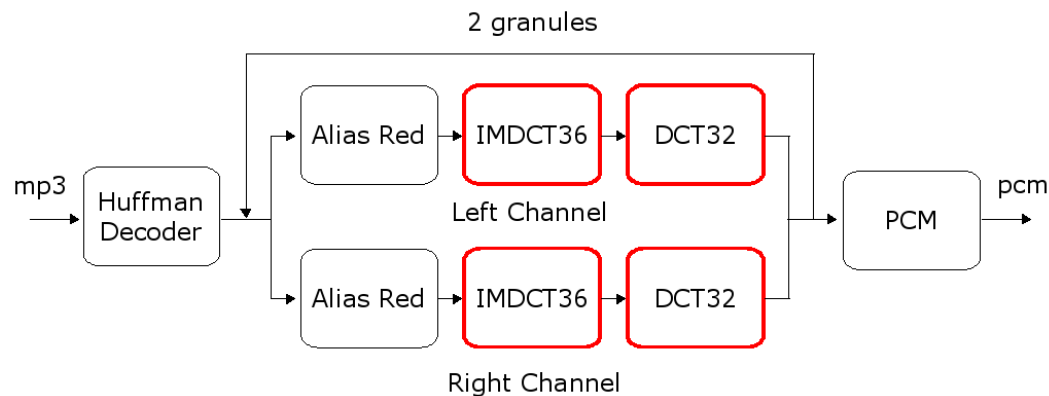 2 granules
Alias Red
IMDCT36
DCT32
mp3
Huffman
Decoder
Left Channel
PCM
pcm
Alias Red
IMDCT36
DCT32
Right Channel